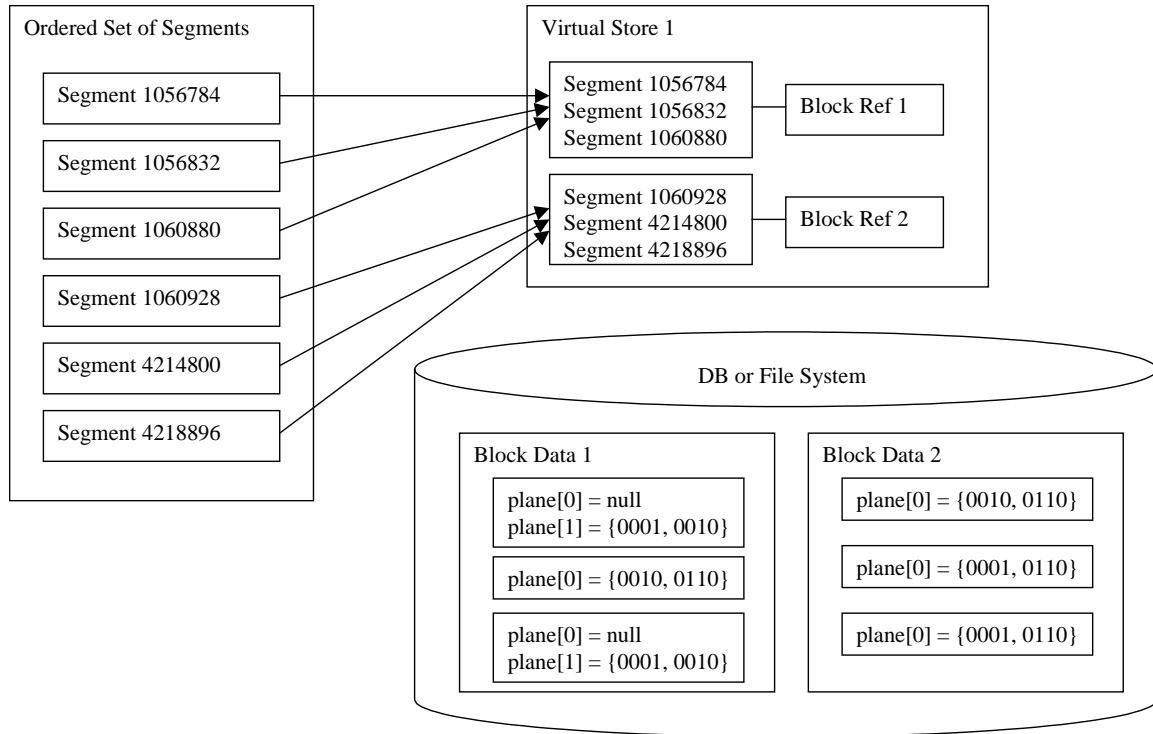 Ordered Set of Segments
Segment 1056784
Segment 1056832
Segment 1060880
Segment 1060928
Segment 4214800
Segment 4218896
Virtual Store 1
Segment 1056784
Segment 1056832
Segment 1060880
Block Ref 1
Segment 1060928
Segment 4214800
Segment 4218896
Block Ref 2
DB or File System
Block Data 1
plane[0] = null
plane[1] = {0001, 0010}
plane[0] = {0010, 0110}
plane[0] = null
plane[1] = {0001, 0010}
Block Data 2
plane[0] = {0010, 0110}
plane[0] = {0001, 0110}
plane[0] = {0001, 0110}